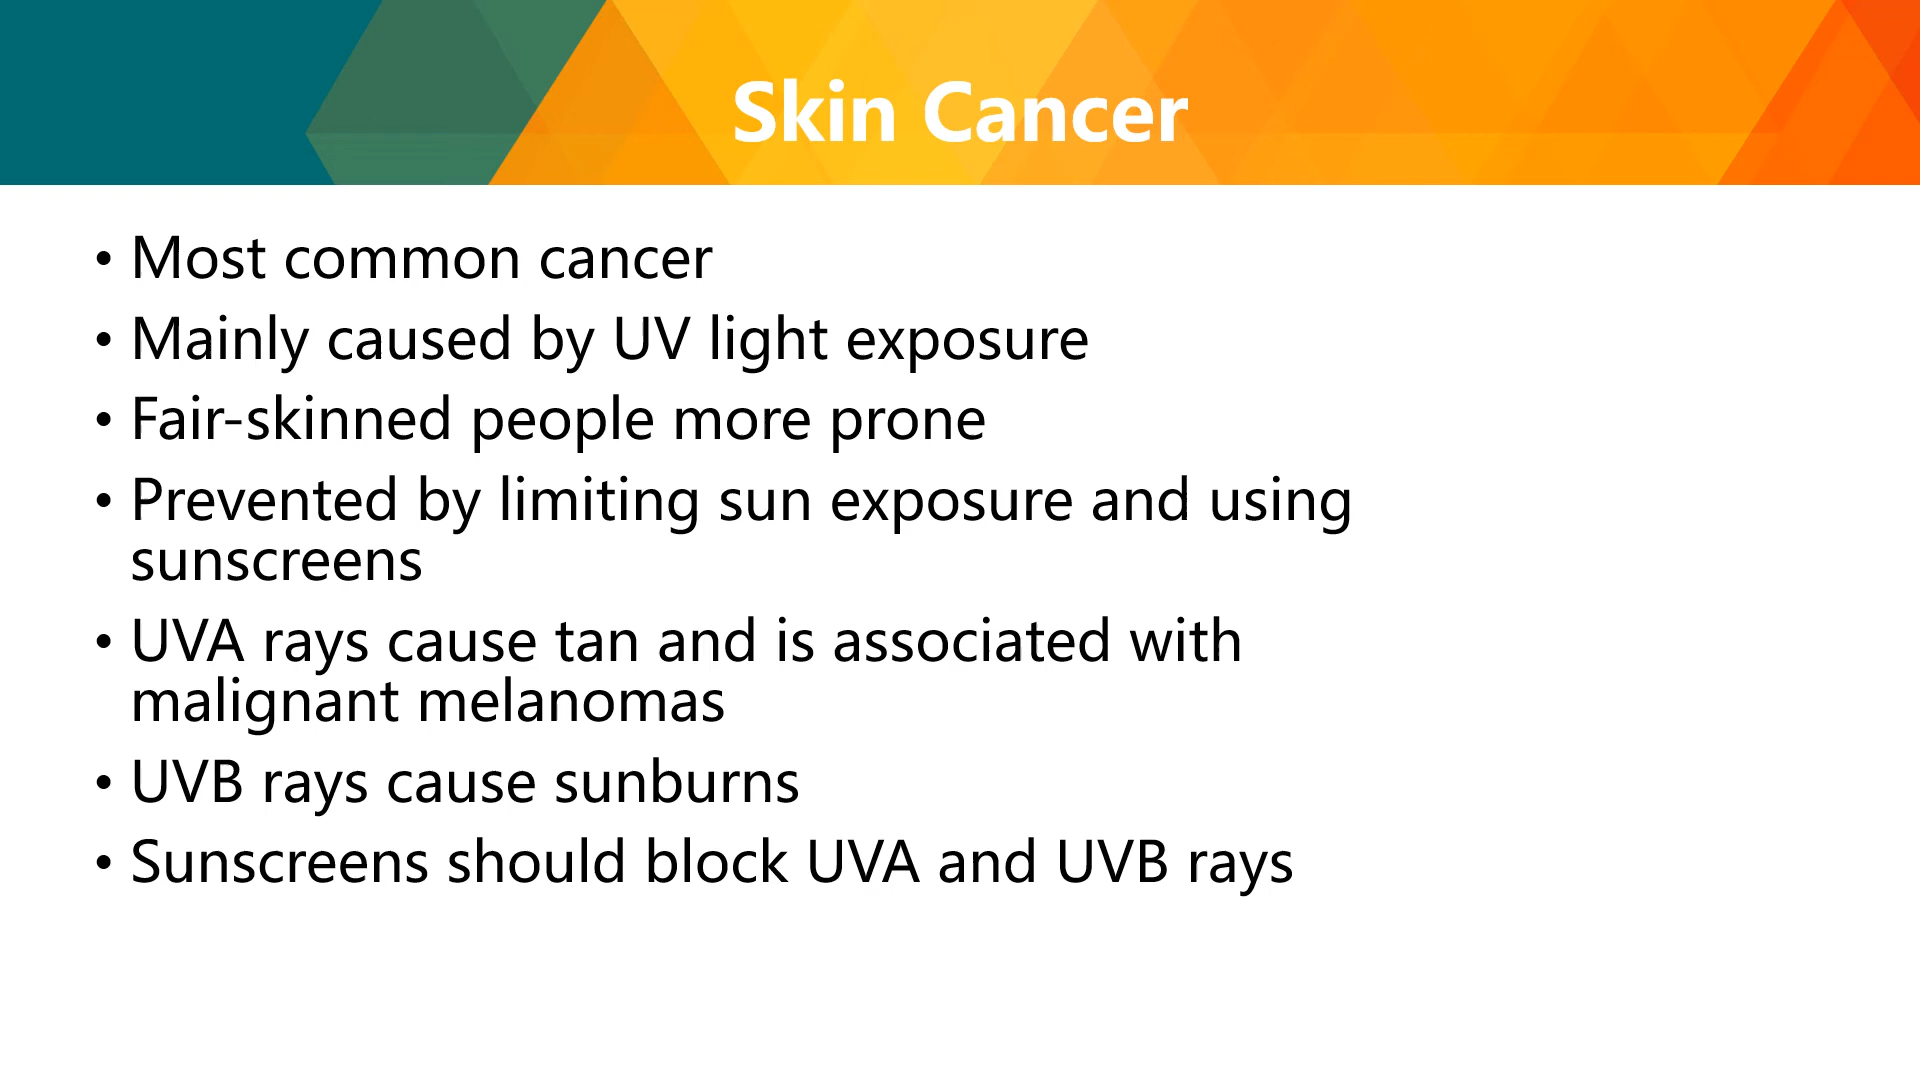 Skin Cancer
• Most common cancer
• Mainly caused by UV light exposure
• Fair-skinned people more prone
• Prevented by limiting sun exposure and using
sunscreens
• UVA rays cause tan and is associated with
malignant melanomas
• UVB rays cause sunburns
• Sunscreens should block UVA and UVB rays